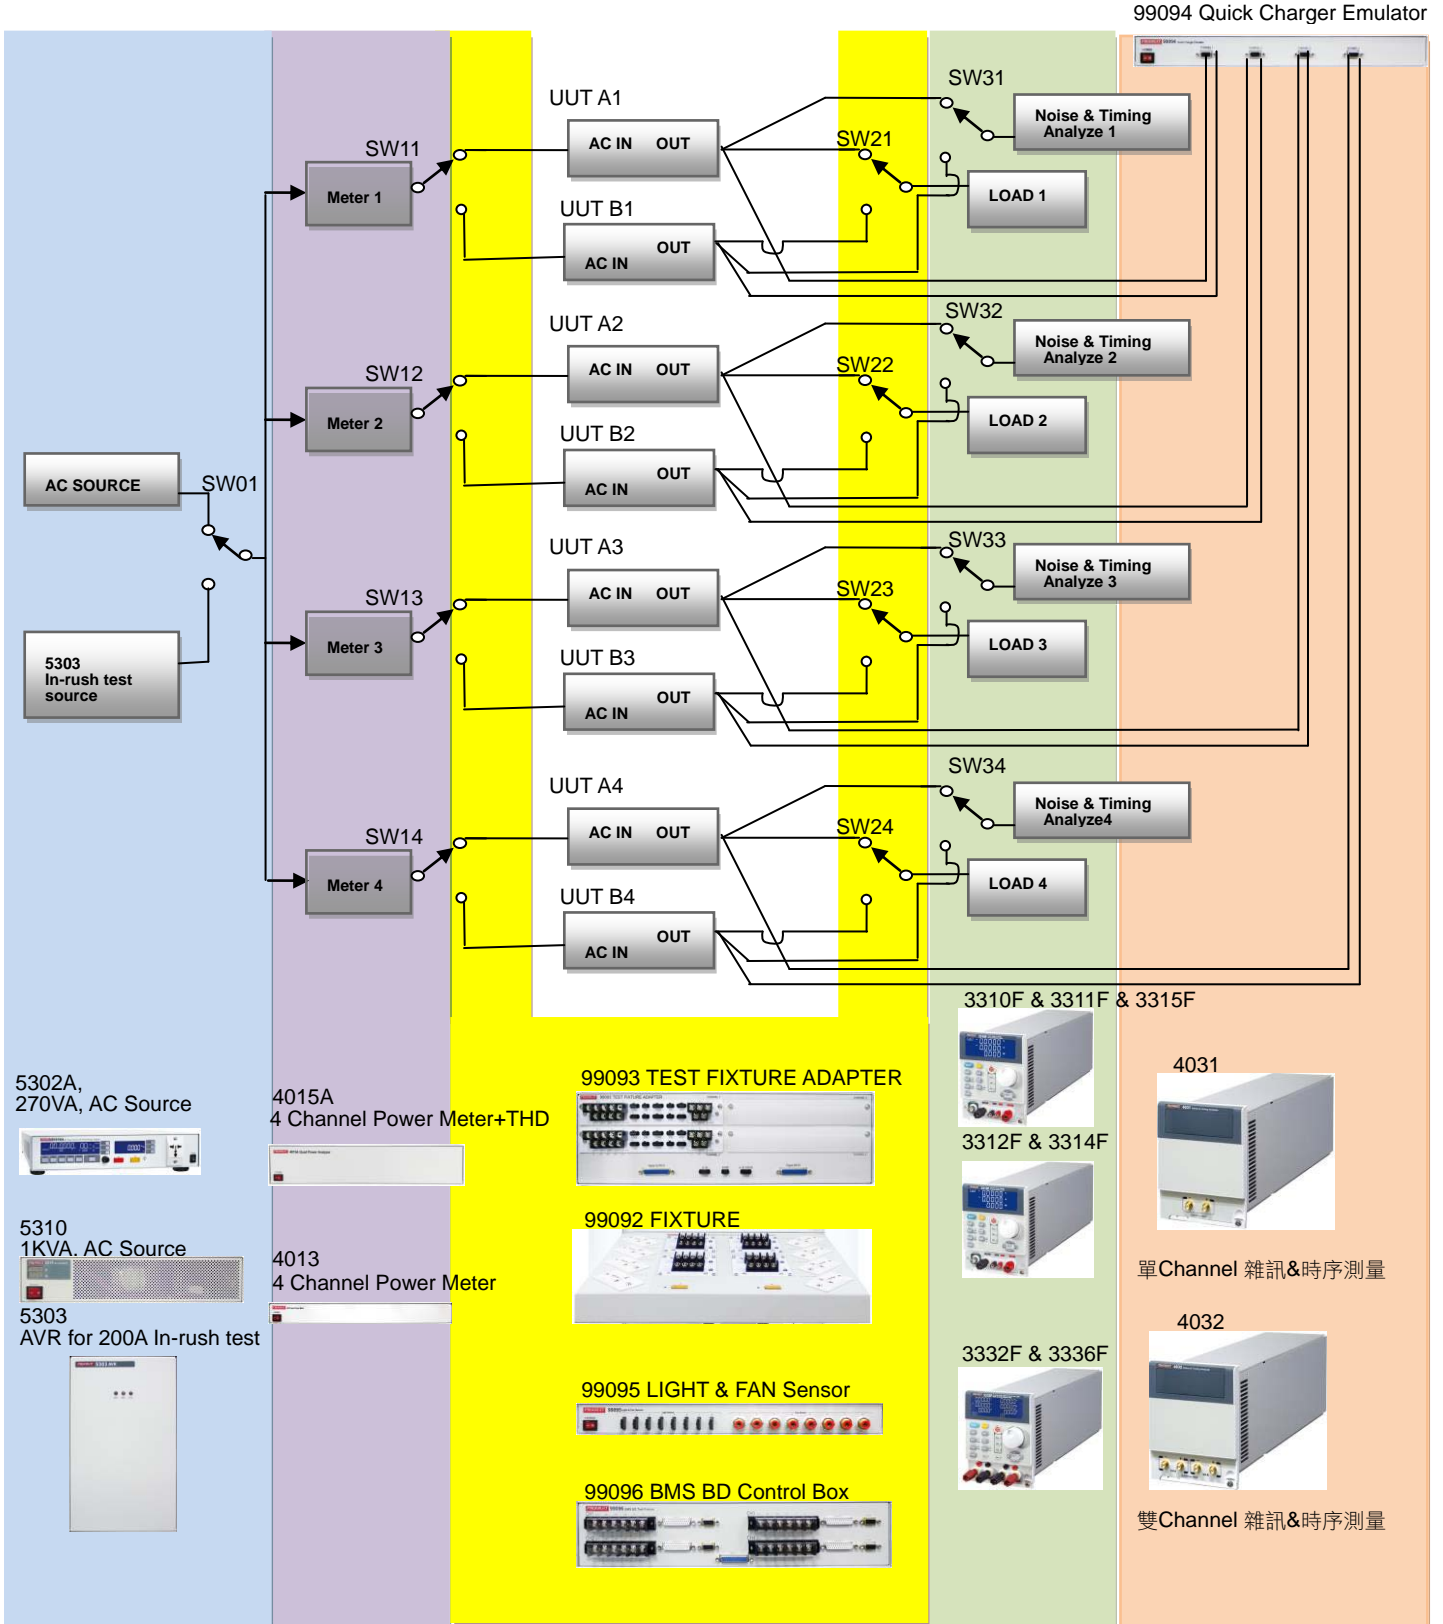 99094 Quick Charger Emulator
SW31
UUT A1
Noise & Timing
Analyze 1
AC IN OUT
SW21
SW11
Meter 1
LOAD 1
UUT B1
OUT
AC IN
SW32
UUT A2
Noise & Timing
Analyze 2
AC IN OUT
SW22
SW12
Meter 2
LOAD 2
UUT B2
OUT
AC IN
AC SOURCE
SW01
SW33
UUT A3
Noise & Timing
Analyze 3
AC IN OUT
SW23
SW13
Meter 3
LOAD 3
UUT B3
OUT
AC IN
5303
In-rush test
source
SW34
UUT A4
Noise & Timing
Analyze4
AC IN OUT
SW24
SW14
Meter 4
LOAD 4
UUT B4
OUT
AC IN
5302A,
270VA, AC Source
5310
1KVA. AC Source
5303
AVR for 200A In-rush test
4015A
4 Channel Power Meter+THD
4013
4 Channel Power Meter
99093 TEST FIXTURE ADAPTER
99092 FIXTURE
99095 LIGHT & FAN Sensor
99096 BMS BD Control Box
3310F & 3311F & 3315F
3312F & 3314F
3332F & 3336F
4031
單Channel 雜訊&時序測量
4032
雙Channel 雜訊&時序測量